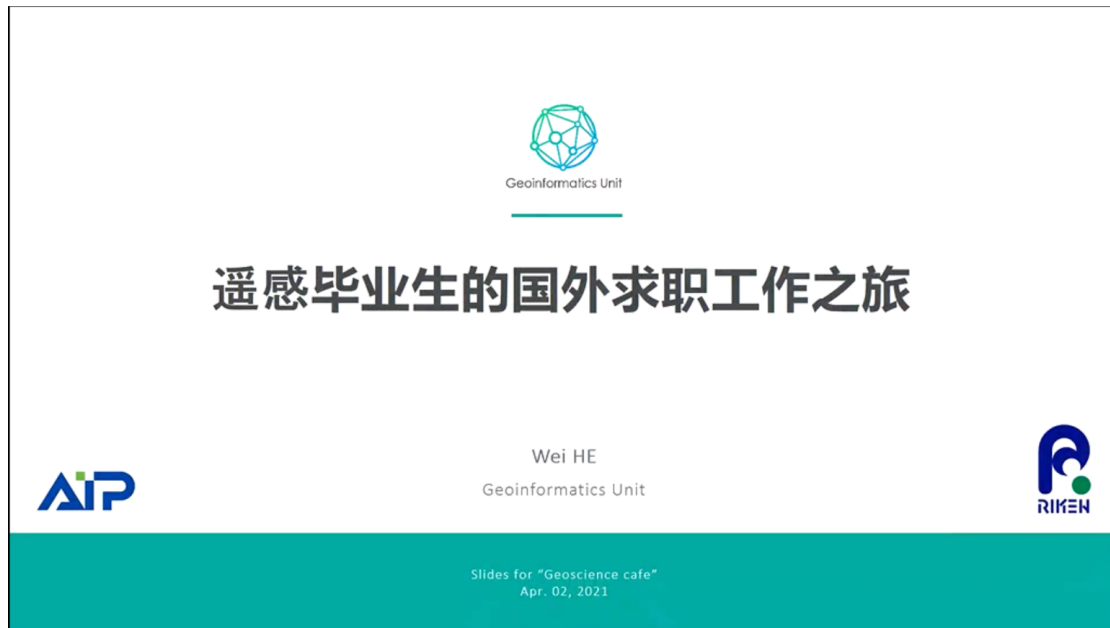 Geoinformatics Unit
遥感毕业生的国外求职工作之旅
Wei HE
Geoinformatics Unit
AIP
RIKEN
Slides for "Geoscience cafe"
Apr. 02, 2021